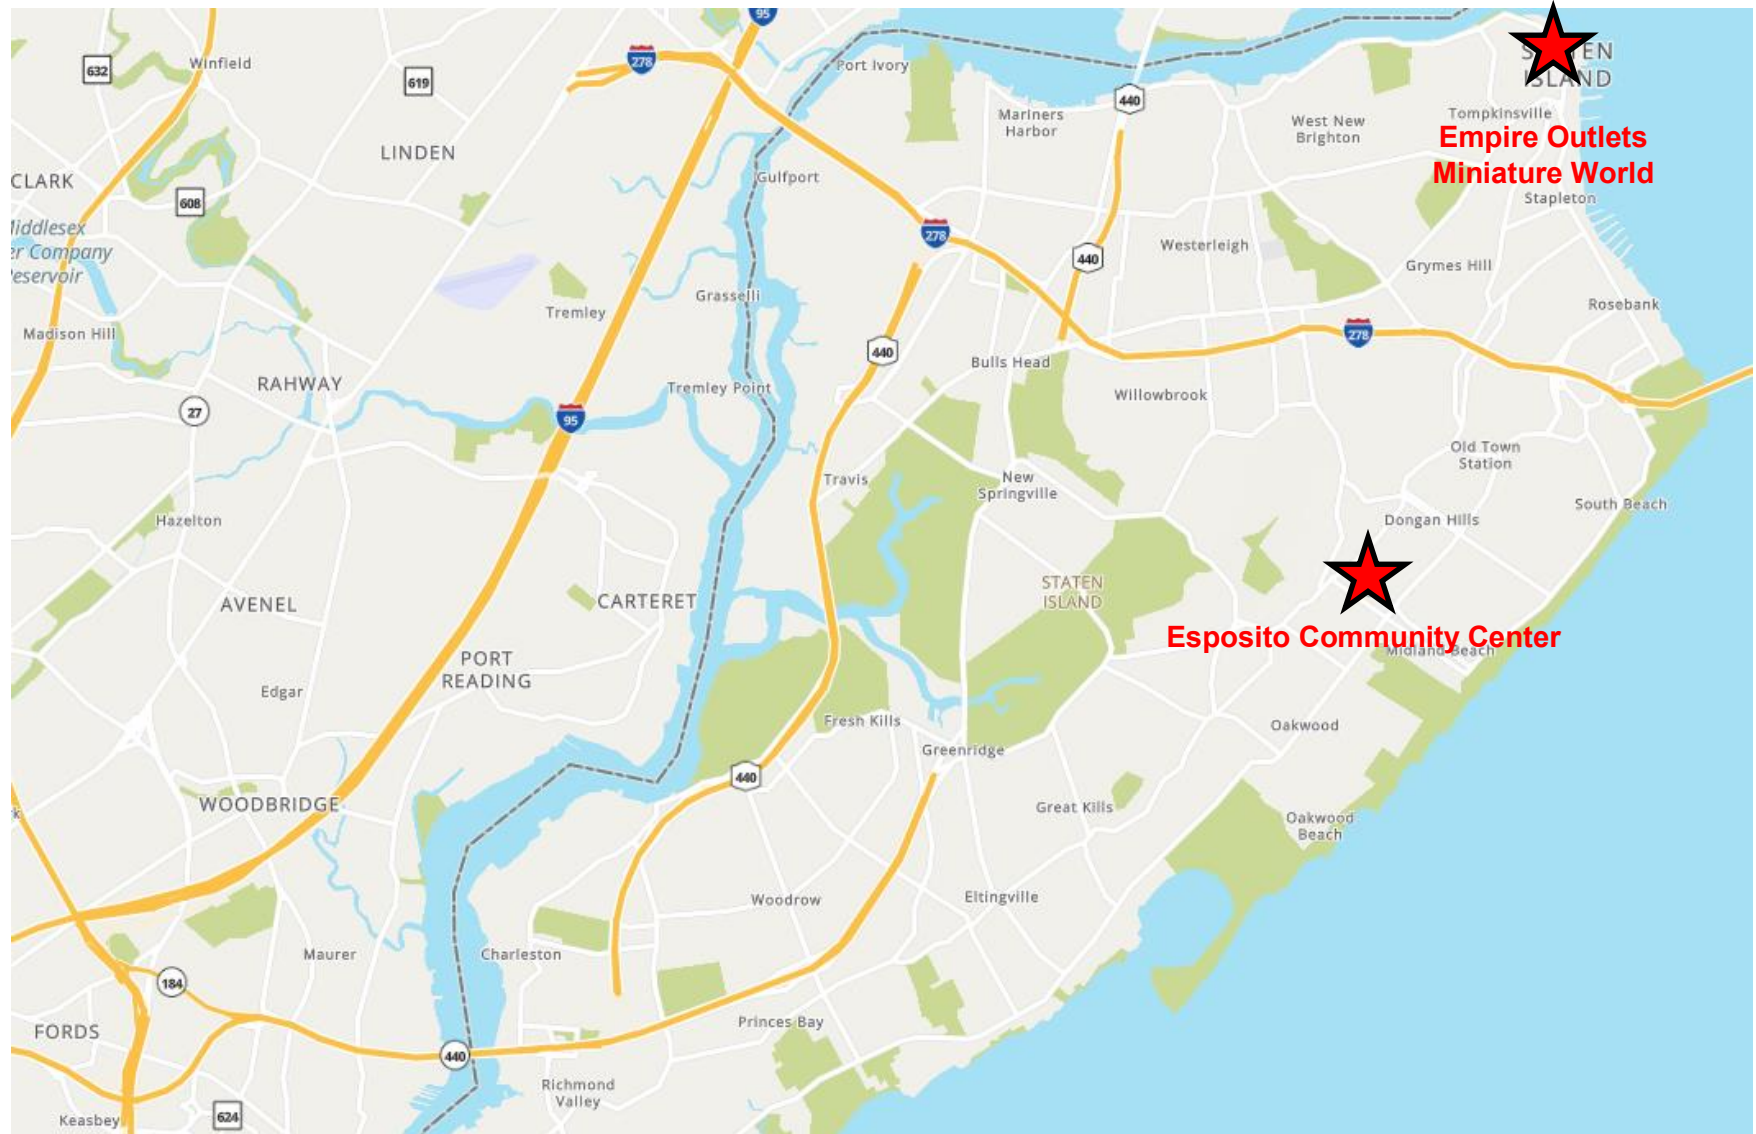 95
632
Winfield
619
278
Port Ivory
STATEN
ISLAND
440
Mariners
Harbor
West New
Brighton
Tompkinsville
Empire Outlets
Miniature World
LINDEN
CLARK
608
Gulfport
Stapleton
Middlesex
er Company
Reservoir
278
440
Westerleigh
Grymes Hill
Grasselli
Tremley
Rosebank
Madison Hill
278
440
Bulls Head
RAHWAY
Tremley Point
Willowbrook
27
95
Old Town
Station
Travis
New
Springville
South Beach
Hazelton
Dongan Hills
STATEN
ISLAND
AVENEL
CARTERET
Esposito Community Center
Midland Beach
PORT
READING
Edgar
Fresh Kills
Oakwood
Greenridge
440
WOODBRIDGE
Great Kills
Oakwood
Beach
k
Woodrow
Eltingville
Maurer
Charleston
184
Princes Bay
FORDS
440
Richmond
Valley
624
Keasbey